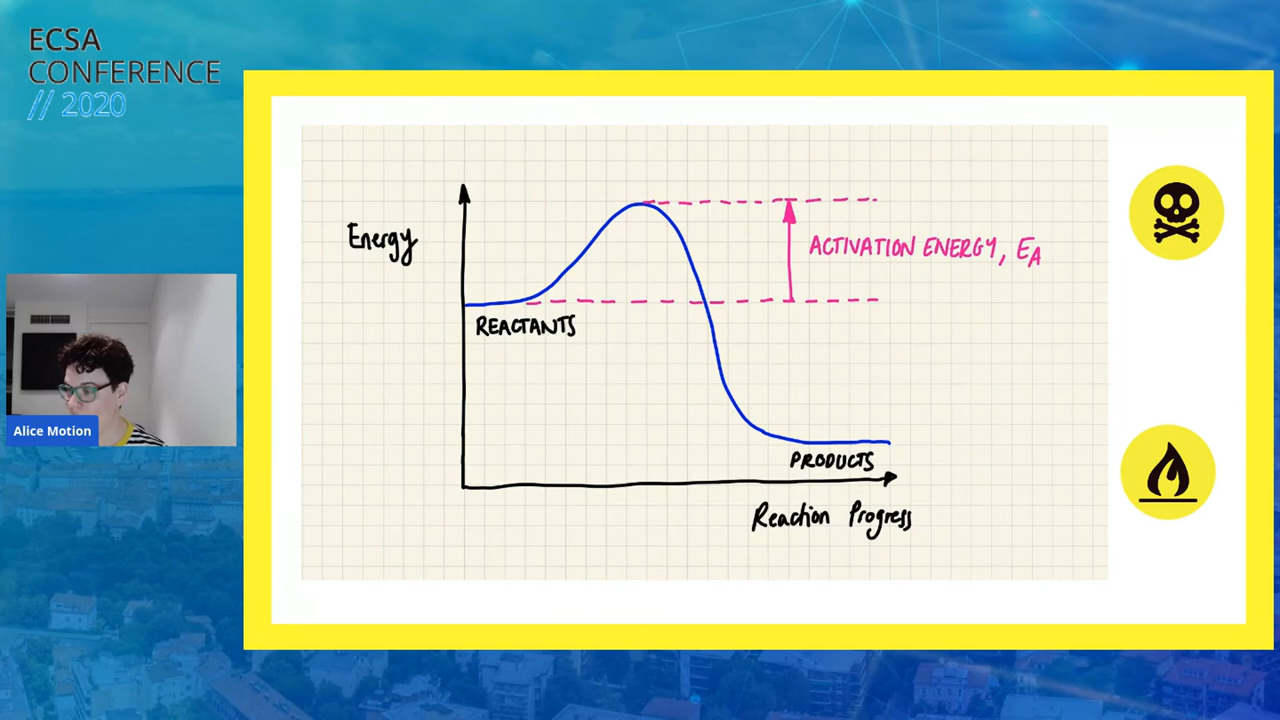 ECSA
CONFERENCE
// 2020
Energy
ACTIVATION ENERGY, EA
REACTANTS
PRODUCTS
Reaction Progress
Alice Motion